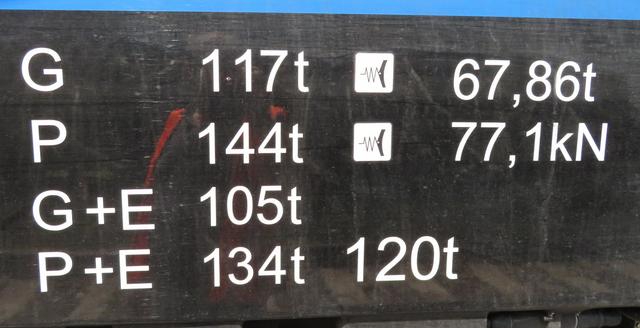 G 117t 67,86t
P 144t 77,1kN
G+E 105t
P+E 134t 120t